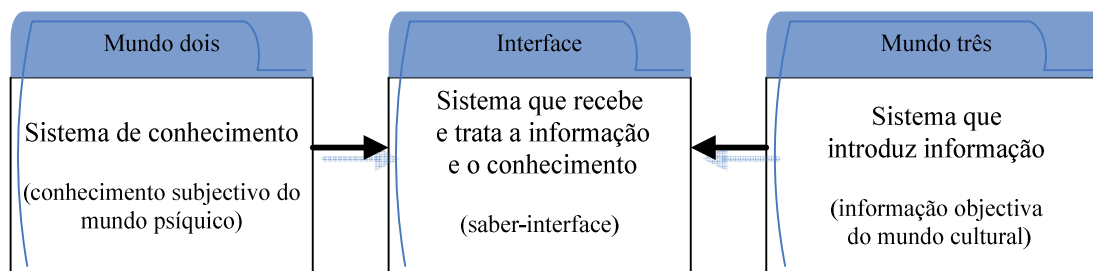 Mundo dois
Sistema de conhecimento
(conhecimento subjectivo do
mundo psíquico)
Interface
Sistema que recebe
e trata a informação
e o conhecimento
(saber-interface)
Mundo três
Sistema que
introduz informação
(informação objectiva
do mundo cultural)